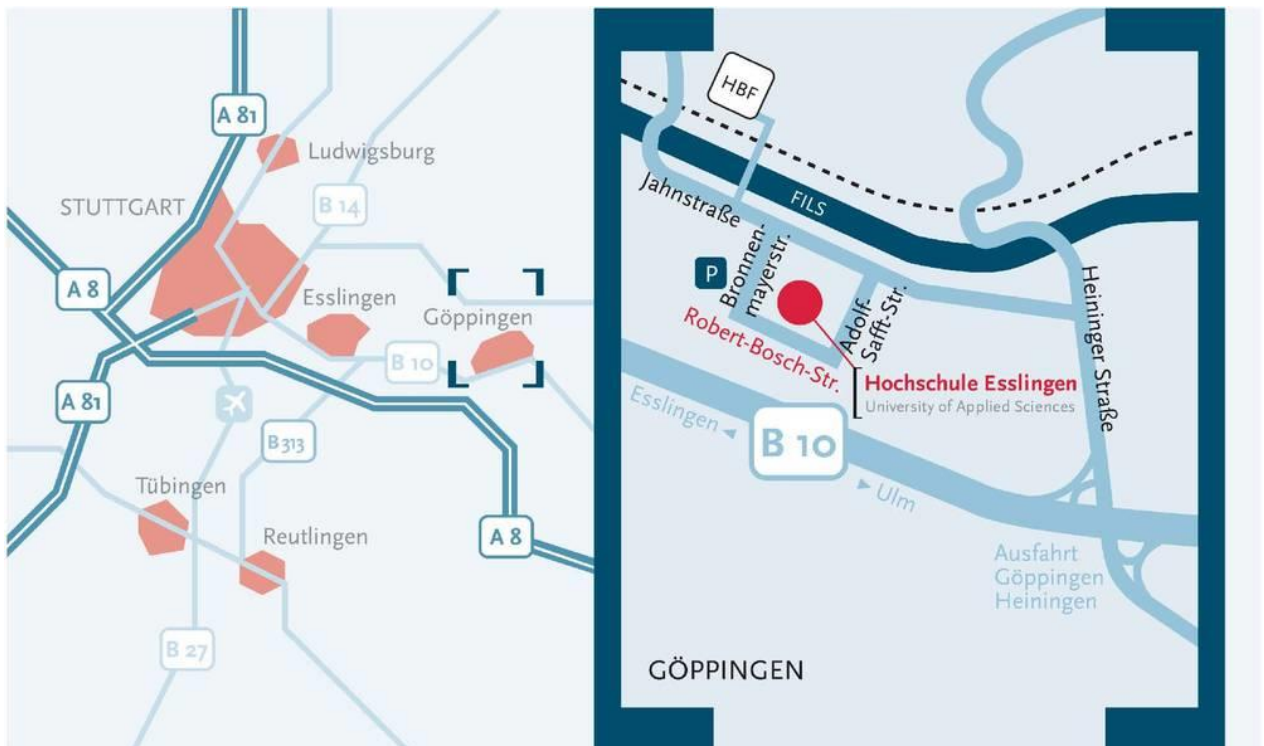 A 81
Ludwigsburg
STUTTGART
B 14
A 8
Esslingen
Göppingen
B 10
A 81
B 313
Tübingen
Reutlingen
A 8
B 27
HBF
Jahnstraße
FILS
P
Bronnen-
mayerstr.
Adolf-
Safft-Str.
Robert-Bosch-Str.
Heininger Straße
Hochschule Esslingen
University of Applied Sciences
Esslingen
B 10
Ulm
Ausfahrt
Göppingen
Heiningen
GÖPPINGEN